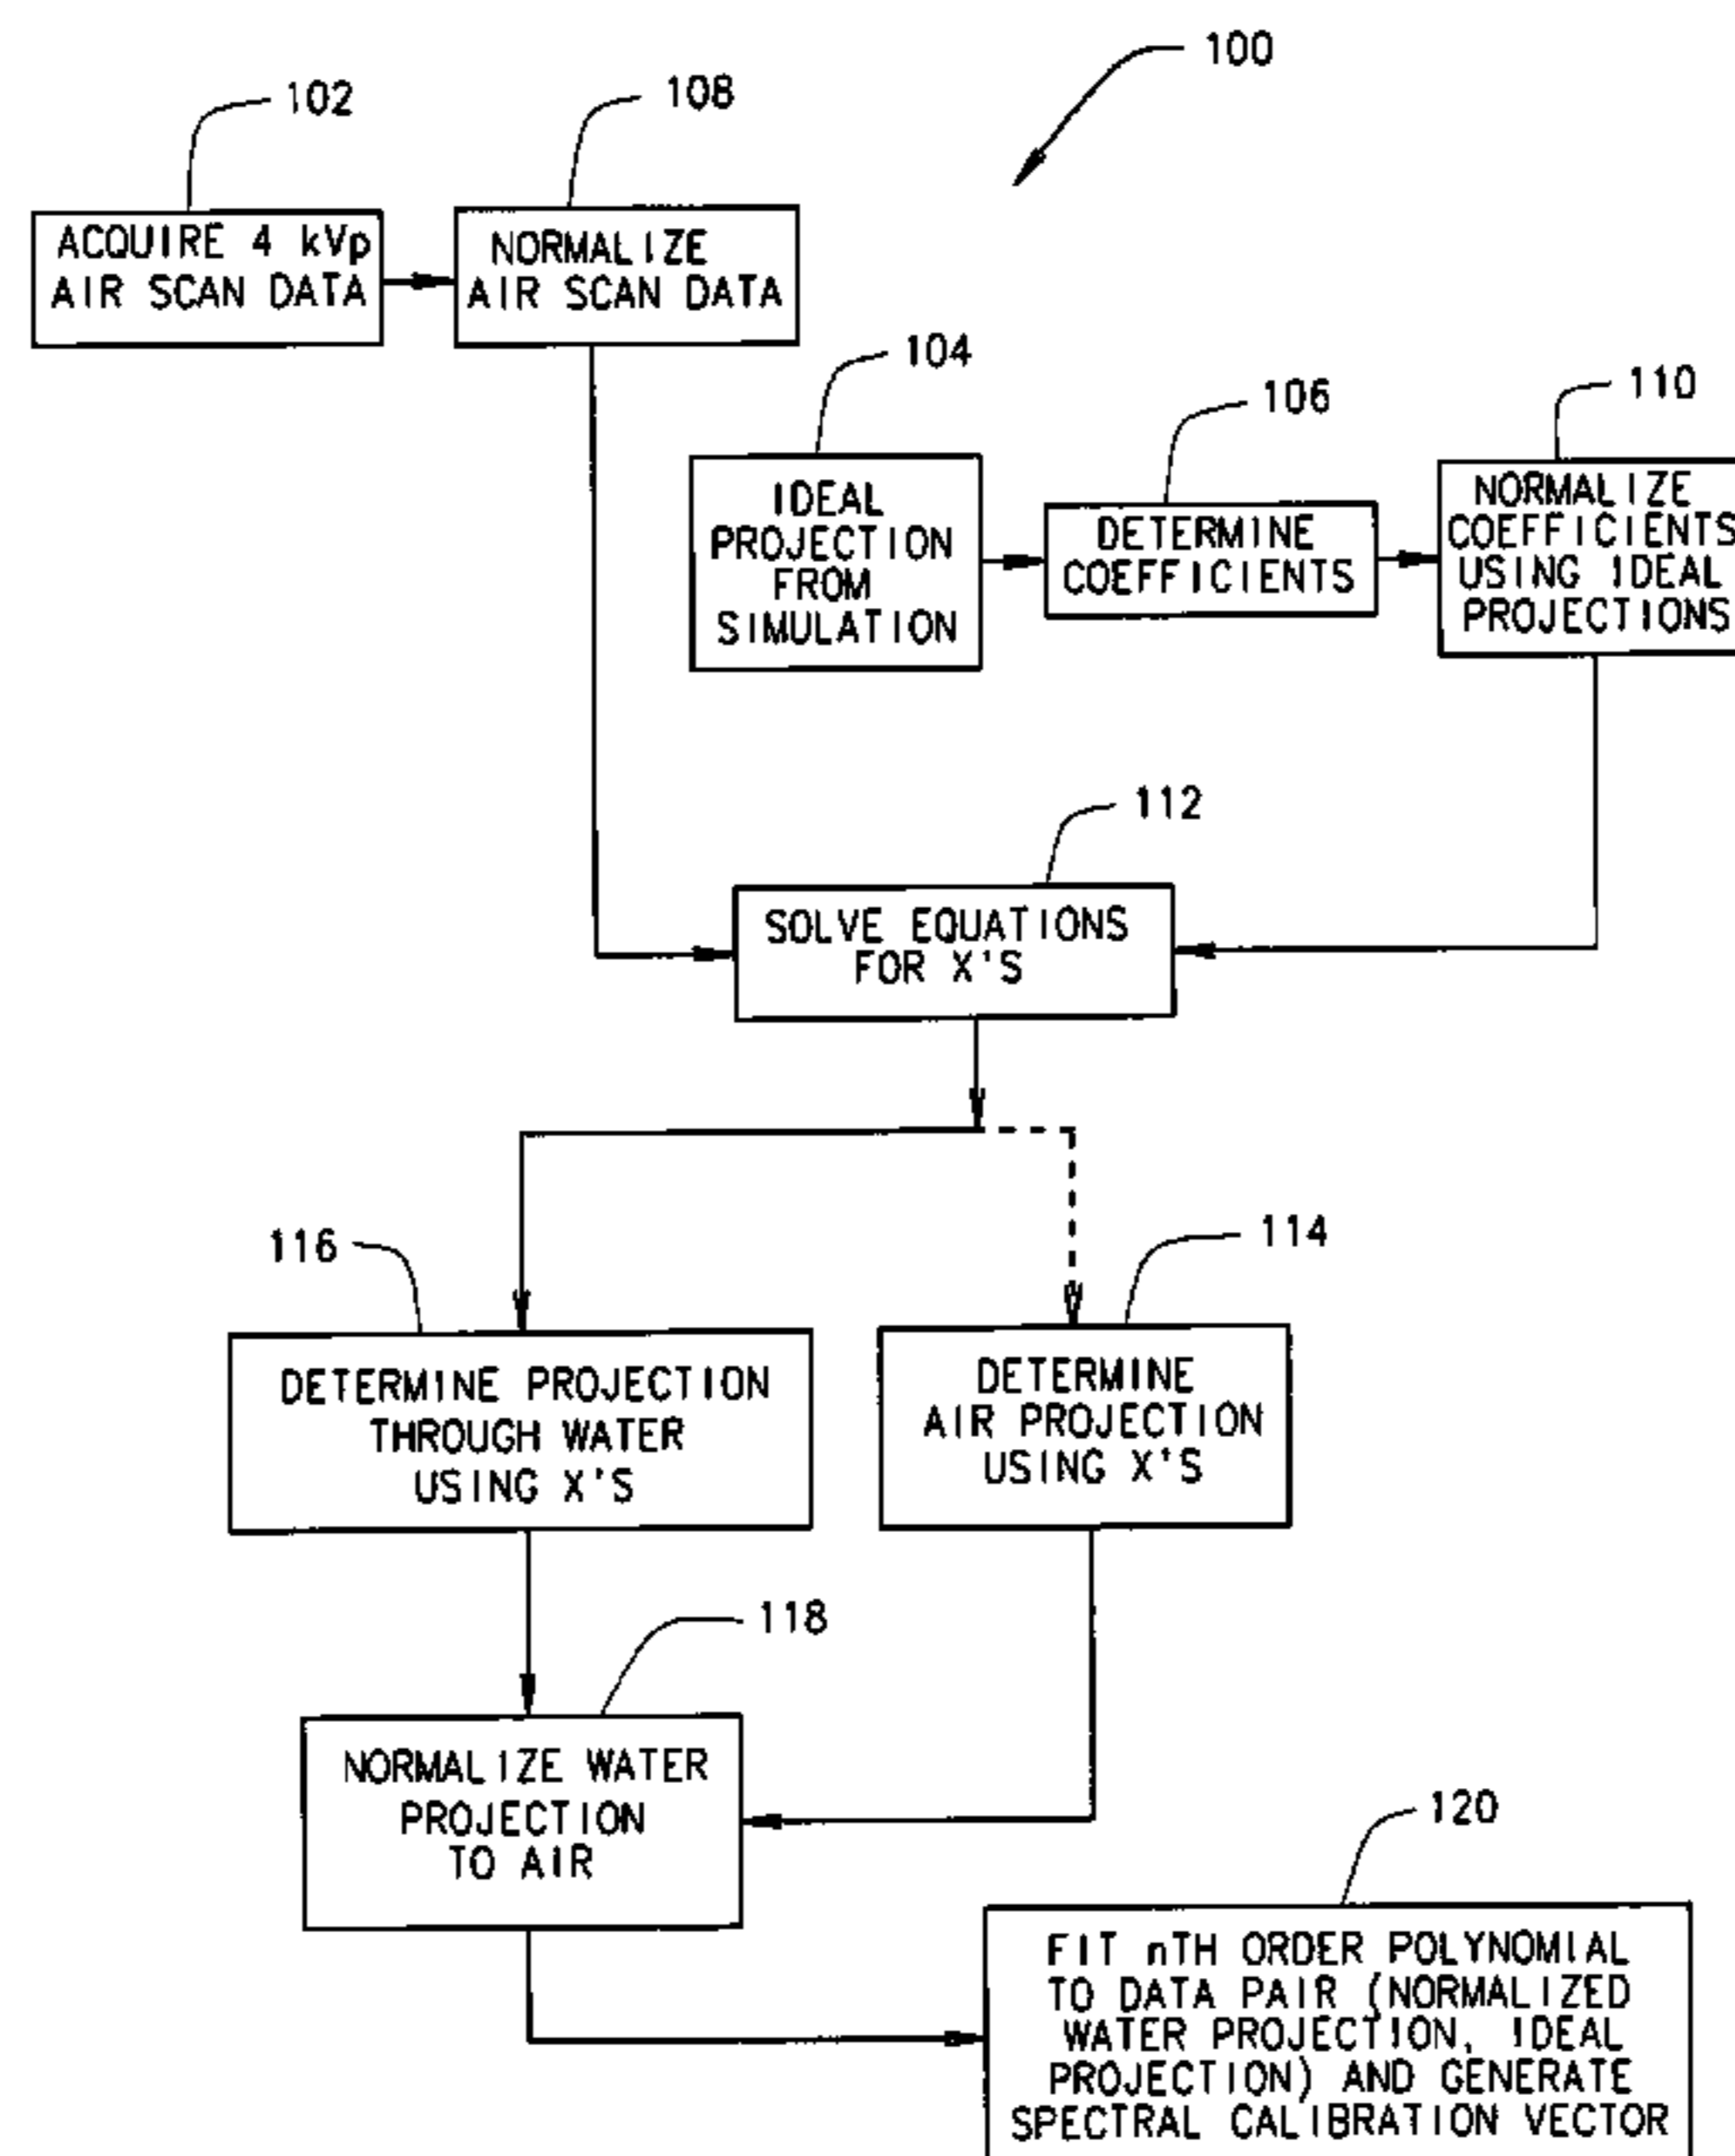 100
102
108
ACQUIRE 4 kVp
AIR SCAN DATA
NORMALIZE
AIR SCAN DATA
104
106
110
IDEAL
PROJECTION
FROM
SIMULATION
DETERMINE
COEFFICIENTS
NORMALIZE
COEFFICIENTS
USING IDEAL
PROJECTIONS
112
SOLVE EQUATIONS
FOR X'S
116
114
DETERMINE PROJECTION
THROUGH WATER
USING X'S
DETERMINE
AIR PROJECTION
USING X'S
118
NORMALIZE WATER
PROJECTION
TO AIR
120
FIT nTH ORDER POLYNOMIAL
TO DATA PAIR (NORMALIZED
WATER PROJECTION, IDEAL
PROJECTION) AND GENERATE
SPECTRAL CALIBRATION VECTOR